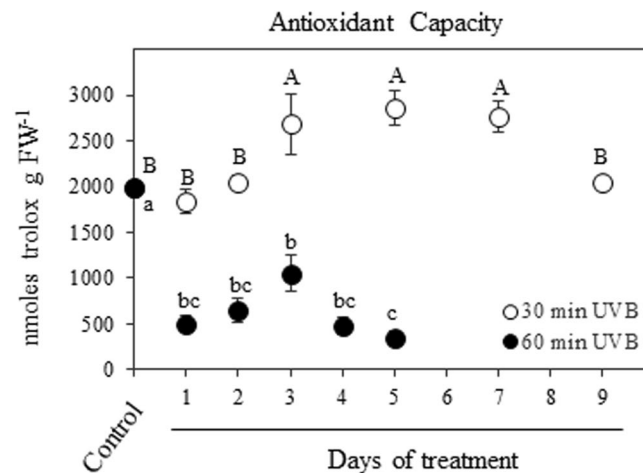 Antioxidant Capacity
nmoles trolox g FW-1
3000
2500
2000
1500
1000
500
0
A
A
A
B
B
B
B
a
b
bc
bc
bc
c
30 min UVB
60 min UVB
Control
1 2 3 4 5 6 7 8 9
Days of treatment